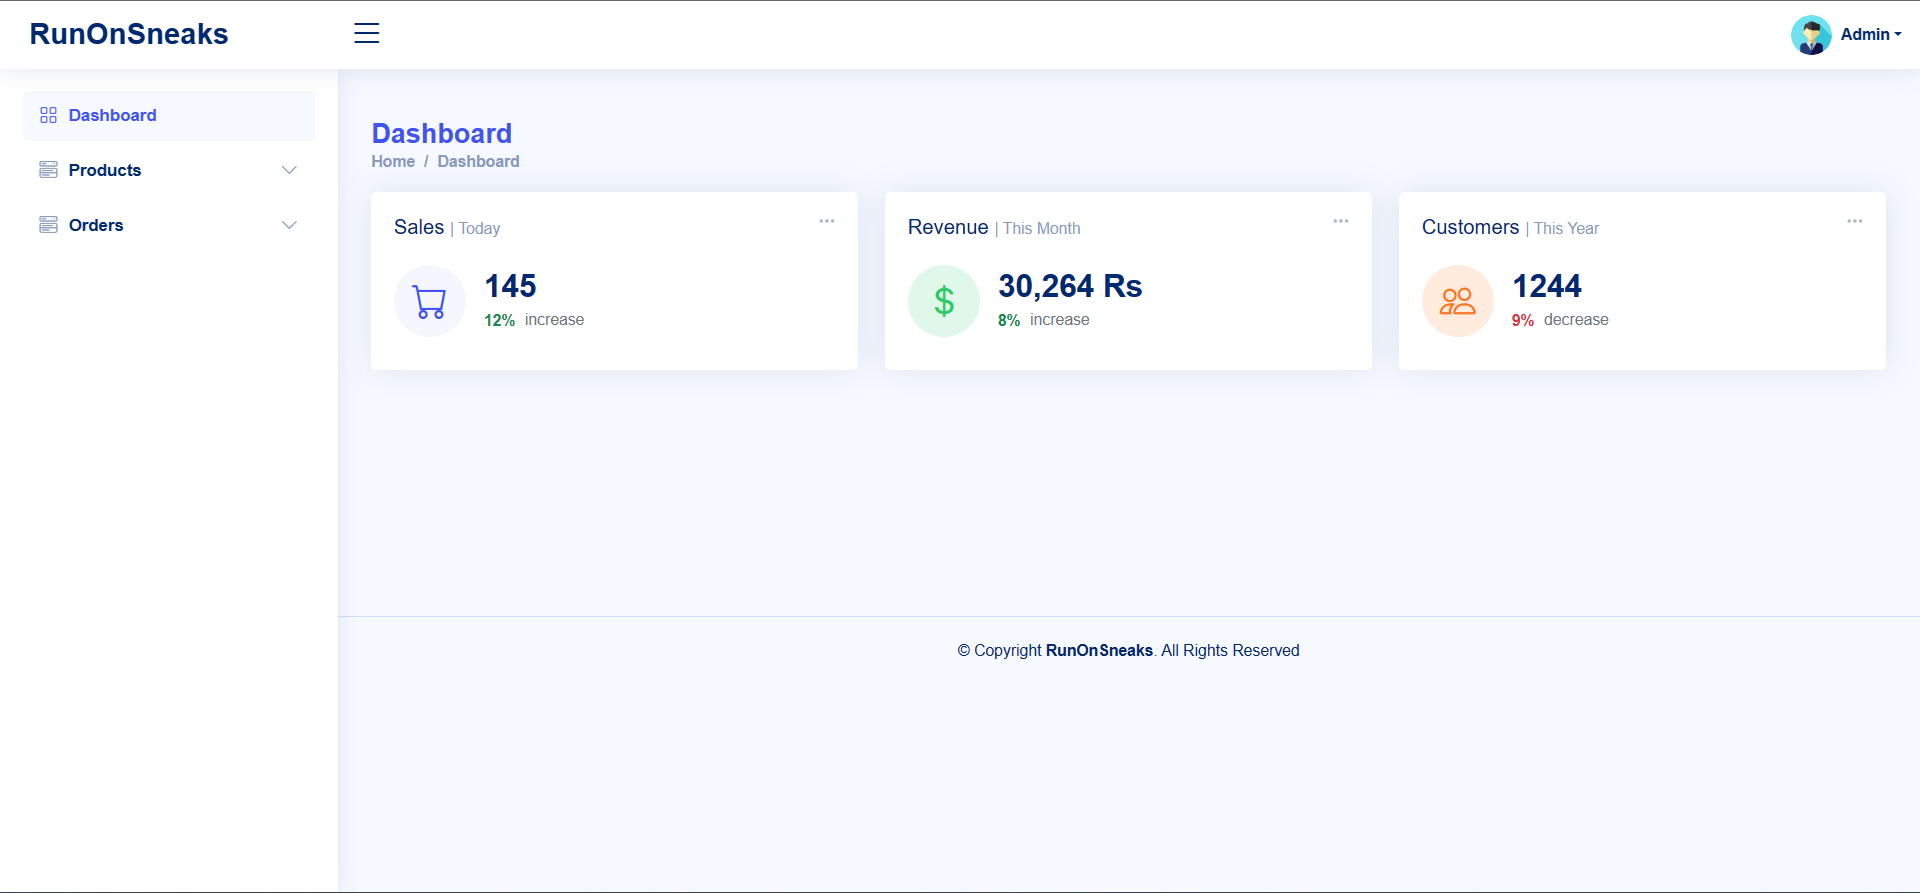 RunOnSneaks
Admin
Dashboard
Products
Orders
Dashboard
Home / Dashboard
Sales | Today
145
12% increase
Revenue | This Month
$
30,264 Rs
8% increase
Customers | This Year
1244
9% decrease
© Copyright RunOnSneaks. All Rights Reserved